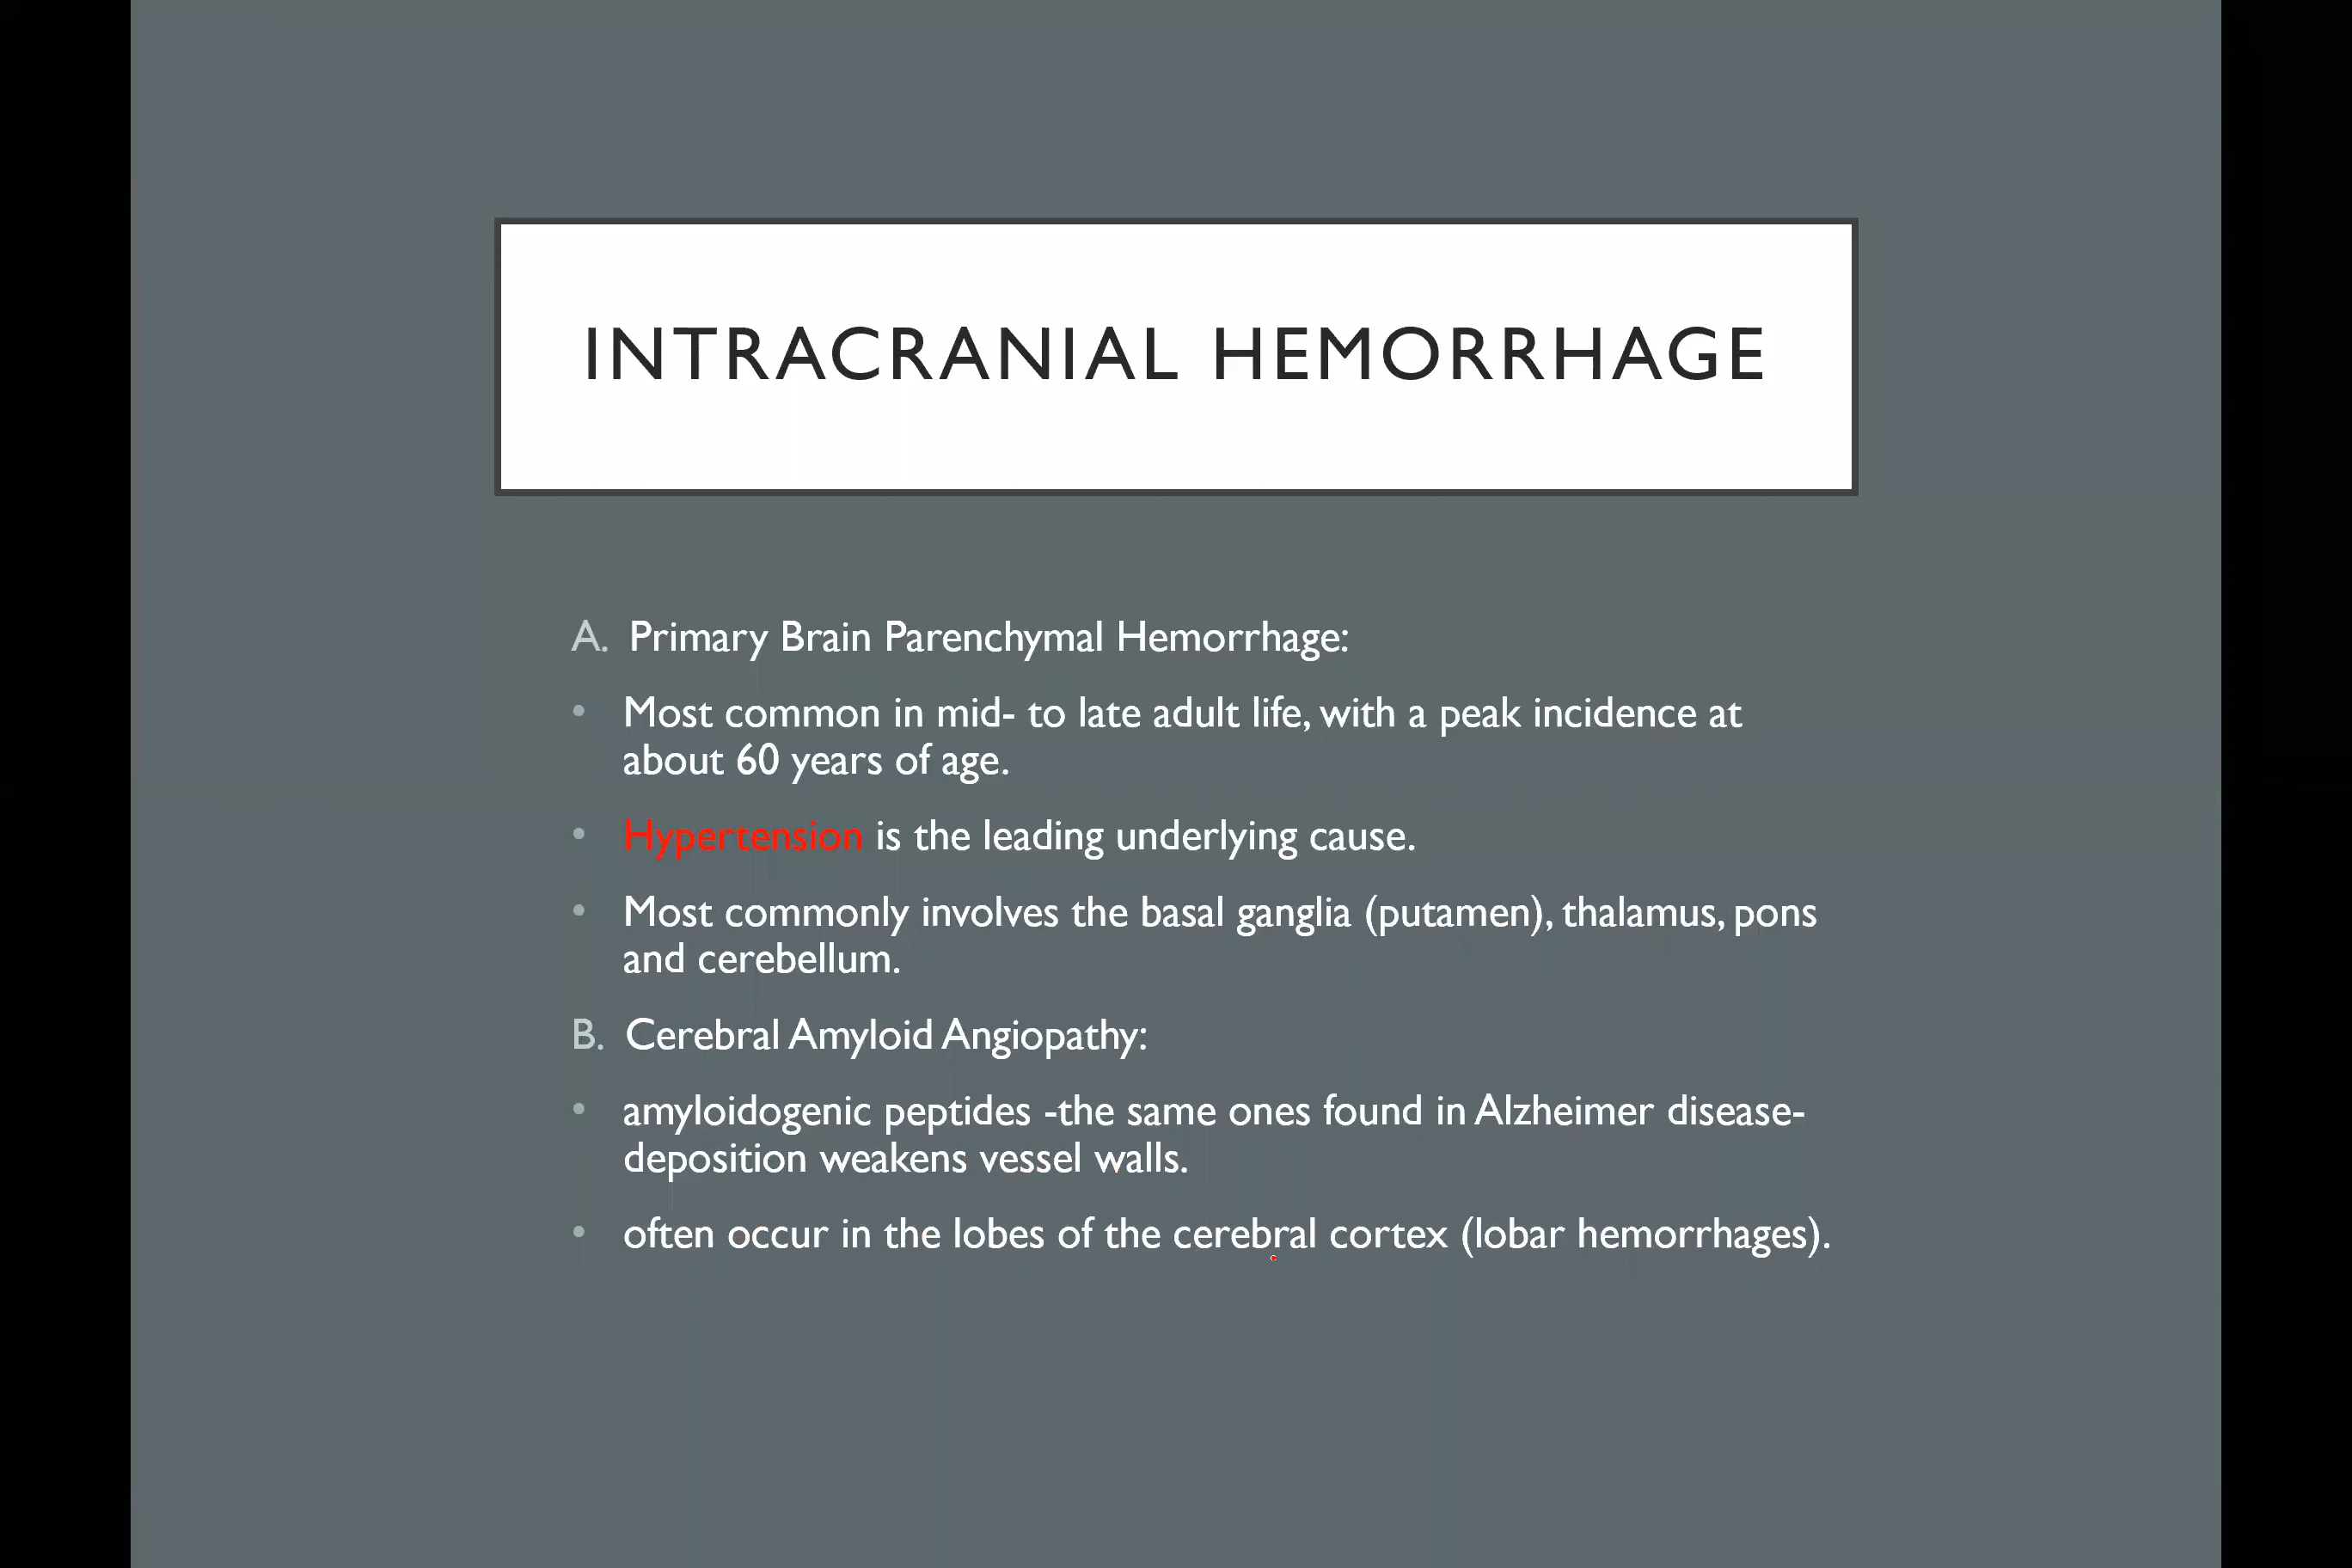 INTRACRANIAL HEMORRHAGE
A. Primary Brain Parenchymal Hemorrhage:
• Most common in mid- to late adult life, with a peak incidence at
about 60 years of age.
• Hypertension is the leading underlying cause.
• Most commonly involves the basal ganglia (putamen), thalamus, pons
and cerebellum.
B. Cerebral Amyloid Angiopathy:
• amyloidogenic peptides -the same ones found in Alzheimer disease-
deposition weakens vessel walls.
• often occur in the lobes of the cerebral cortex (lobar hemorrhages).